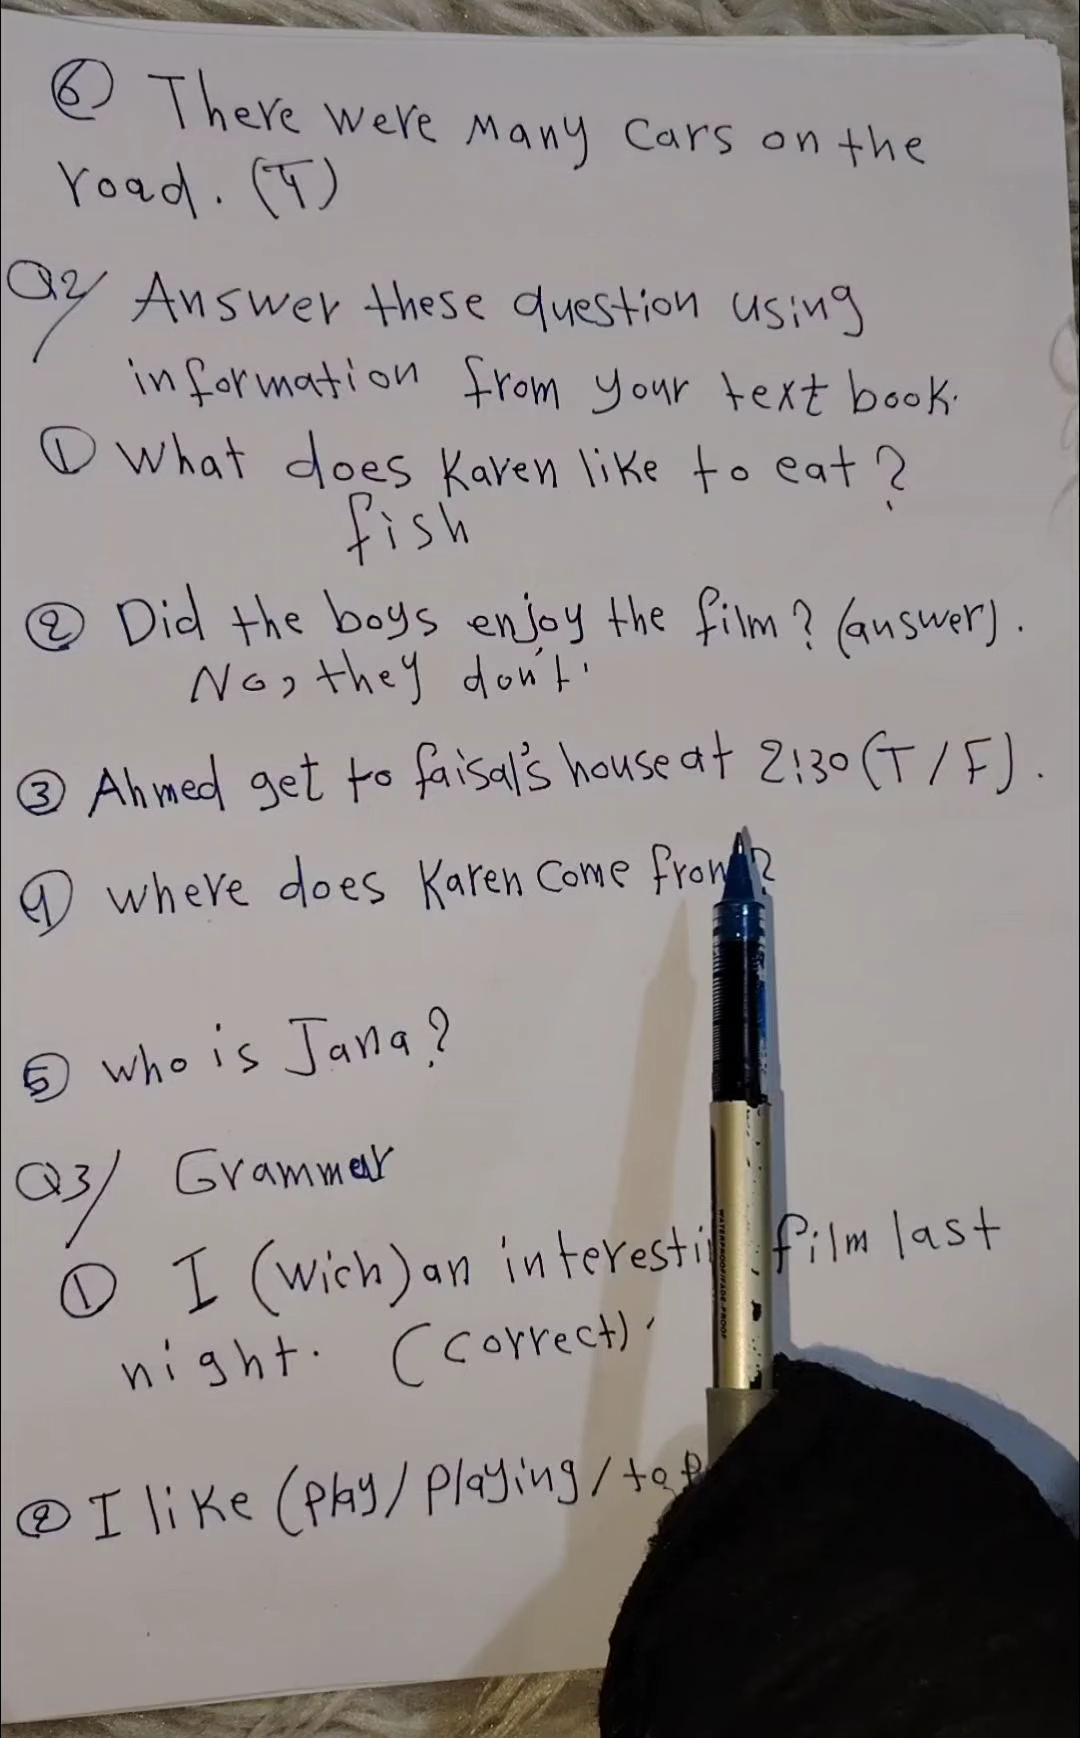 ⑥ There were many cars on the
road. (T)
Q2/ Answer these question using
information from your text book.
① What does Karen like to eat?
fish
② Did the boys enjoy the film? (answer).
No, they don't.
③ Ahmed get to faisal's house at 2:30 (T/F).
④ where does Karen come from?
⑤ who is Jana?
Q3/ Grammar
① I (wich) an film last
night. (correct).
② I like (play/playing/